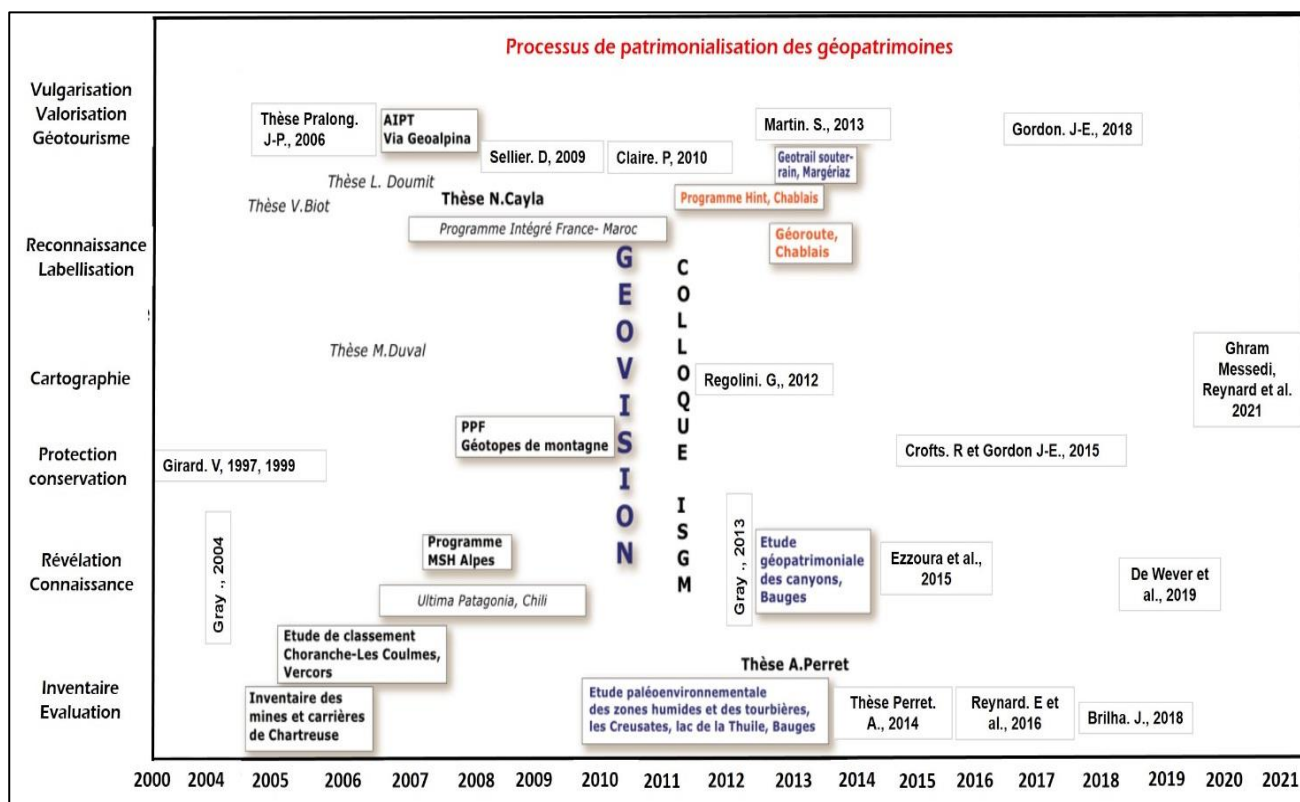 Processus de patrimonialisation des géopatrimoines
Vulgarisation
Valorisation
Géotourisme
Thèse Pralong.
J-P., 2006
AIPT
Via Geoalpina
Sellier. D, 2009
Claire. P, 2010
Martin. S., 2013
Gordon. J-E., 2018
Geotrail souter-
rain, Margériaz
Thèse L. Doumit
Thèse V.Biot
Thèse N.Cayla
Programme Hint, Chablais
Reconnaissance
Labellisation
Programme Intégré France- Maroc
Géoroute,
Chablais
GEOVISION
COLLOQUE ISGM
Cartographie
Thèse M.Duval
Regolini. G,, 2012
Ghram
Messedi,
Reynard et al.
2021
Protection
conservation
Girard. V, 1997, 1999
PPF
Géotopes de montagne
Crofts. R et Gordon J-E., 2015
Révélation
Connaissance
Gray ., 2004
Programme
MSH Alpes
Ultima Patagonia, Chili
Gray ., 2013
Etude
géopatrimoniale
des canyons,
Bauges
Ezzoura et al.,
2015
De Wever et
al., 2019
Inventaire
Evaluation
Etude de classement
Choranche-Les Coulmes,
Vercors
Inventaire des
mines et carrières
de Chartreuse
Thèse A.Perret
Etude paléoenvironnementale
des zones humides et des tourbières,
les Creusates, lac de la Thuile, Bauges
Thèse Perret.
A., 2014
Reynard. E et
al., 2016
Brilha. J., 2018
2000 2004 2005 2006 2007 2008 2009 2010 2011 2012 2013 2014 2015 2016 2017 2018 2019 2020 2021